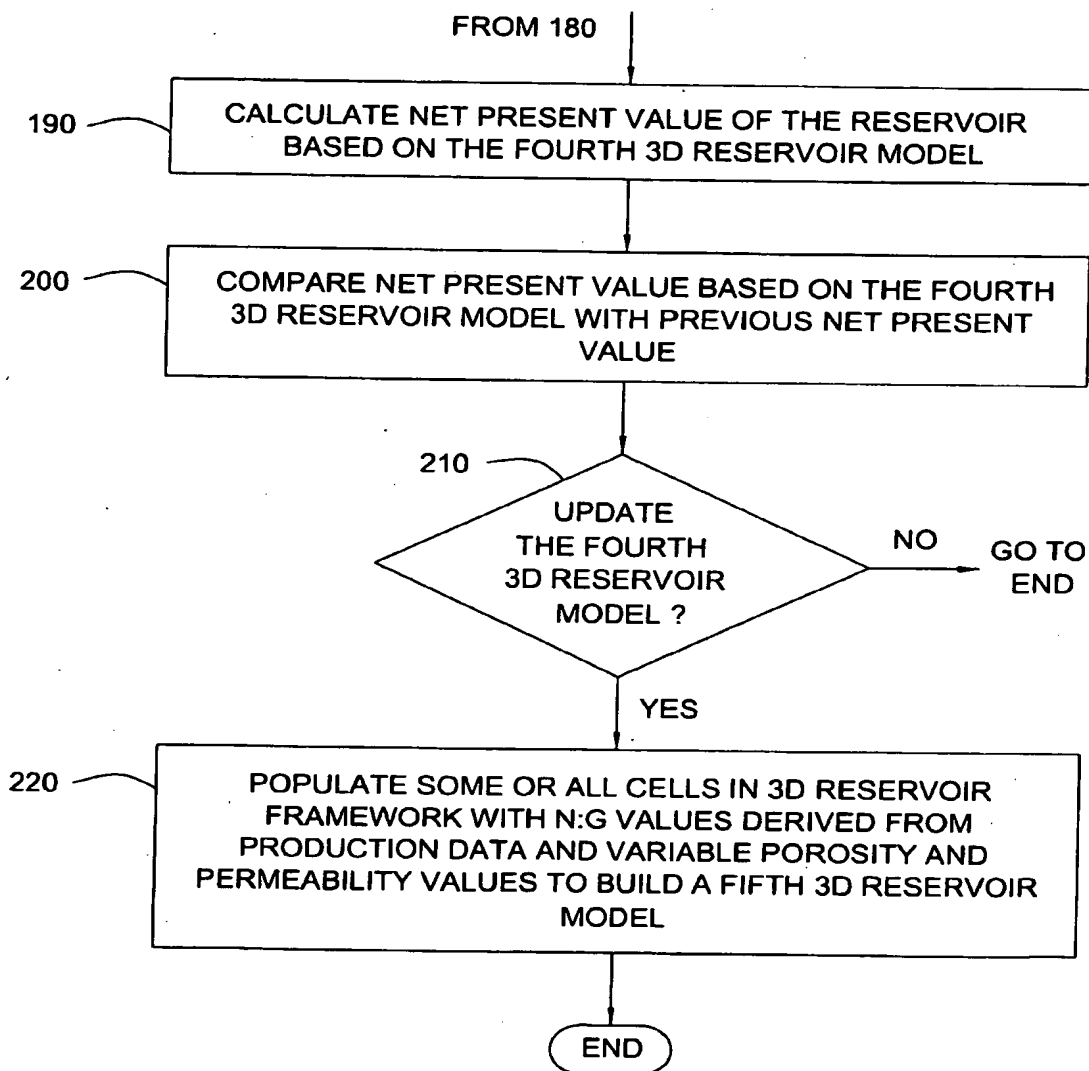 FROM 180
190
CALCULATE NET PRESENT VALUE OF THE RESERVOIR
BASED ON THE FOURTH 3D RESERVOIR MODEL
200
COMPARE NET PRESENT VALUE BASED ON THE FOURTH
3D RESERVOIR MODEL WITH PREVIOUS NET PRESENT
VALUE
210
UPDATE
THE FOURTH
3D RESERVOIR
MODEL ?
NO
GO TO
END
YES
220
POPULATE SOME OR ALL CELLS IN 3D RESERVOIR
FRAMEWORK WITH N:G VALUES DERIVED FROM
PRODUCTION DATA AND VARIABLE POROSITY AND
PERMEABILITY VALUES TO BUILD A FIFTH 3D RESERVOIR
MODEL
END